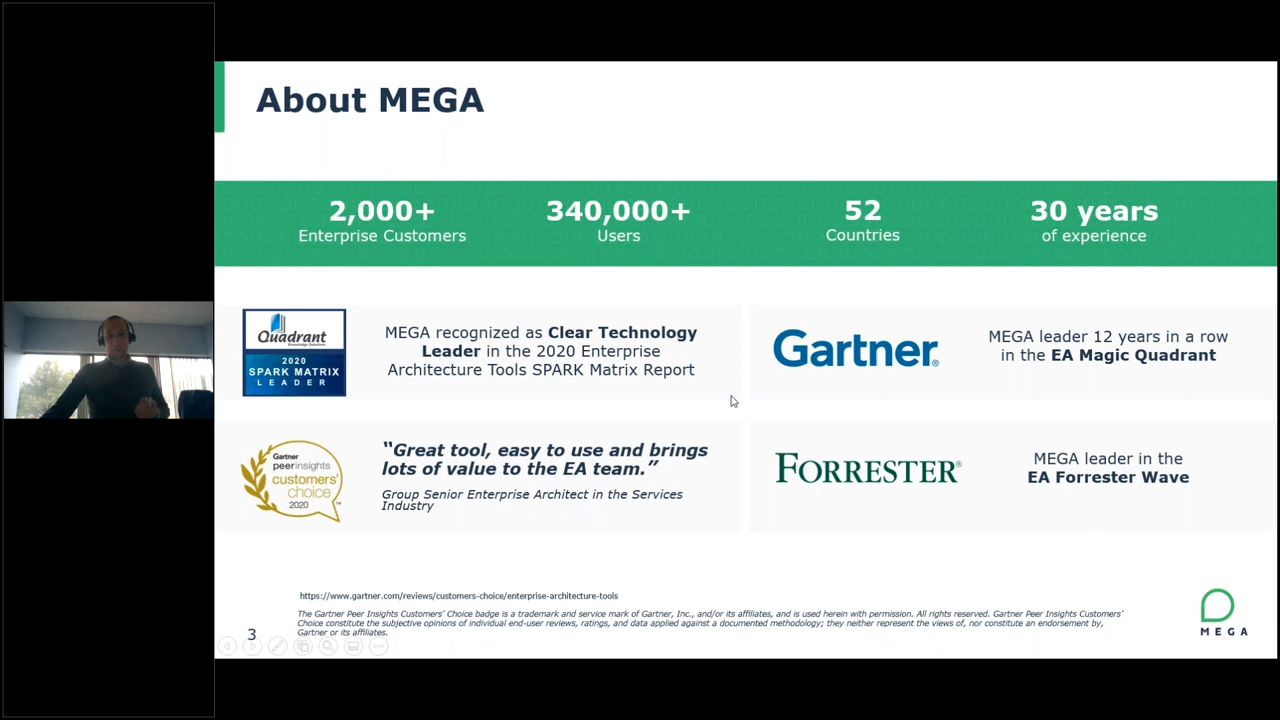 About MEGA
2,000+
Enterprise Customers
340,000+
Users
52
Countries
30 years
of experience
Quadrant
Knowledge Solutions
2020
SPARK MATRIX
LEADER
MEGA recognized as Clear Technology
Leader in the 2020 Enterprise
Architecture Tools SPARK Matrix Report
Gartner®
MEGA leader 12 years in a row
in the EA Magic Quadrant
Gartner
peerinsights
customers'
choice
2020
™
“Great tool, easy to use and brings
lots of value to the EA team.”
Group Senior Enterprise Architect in the Services
Industry
FORRESTER®
MEGA leader in the
EA Forrester Wave
https://www.gartner.com/reviews/customers-choice/enterprise-architecture-tools
The Gartner Peer Insights Customers’ Choice badge is a trademark and service mark of Gartner, Inc., and/or its affiliates, and is used herein with permission. All rights reserved. Gartner Peer Insights Customers’
Choice constitute the subjective opinions of individual end-user reviews, ratings, and data applied against a documented methodology; they neither represent the views of, nor constitute an endorsement by,
Gartner or its affiliates.
3
MEGA